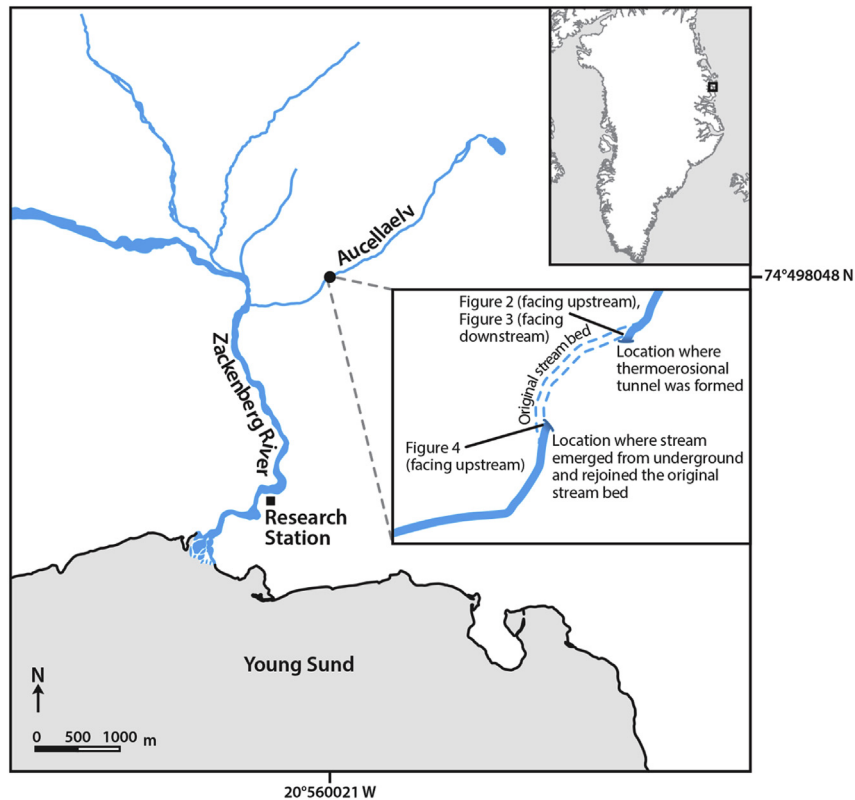 Aucellaelv
74°498048 N
Figure 2 (facing upstream),
Figure 3 (facing
downstream)
Original stream bed
Location where
thermoerosional
tunnel was formed
Zackenberg River
Figure 4
(facing upstream)
Location where stream
emerged from underground
and rejoined the original
stream bed
Research
Station
Young Sund
N
0 500 1000 m
20°560021 W